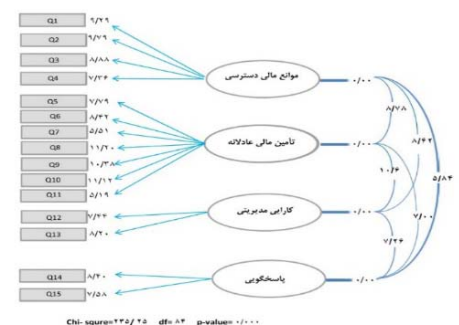 Q1 ۹/۲۹
Q2 ۹/۷۹
Q3 ۸/۸۸
Q4 ۷/۳۶
Q5 ۷/۷۹
Q6 ۸/۴۲
Q7 ۵/۵۱
Q8 ۱۱/۲۰
Q9 ۱۰/۳۸
Q10 ۱۱/۱۲
Q11 ۵/۱۹
Q12 ۷/۴۴
Q13 ۸/۲۰
Q14 ۸/۴۰
Q15 ۷/۵۸
موانع مالی دسترسی ۰/۰۰
تأمین مالی عادلانه ۰/۰۰
کارایی مدیریتی ۰/۰۰
پاسخگویی ۰/۰۰
۸/۷۸
۸/۴۲
۵/۸۴
۱۰/۶
۷/۰۰
۷/۲۶
Chi- squre=۲۳۵/ ۲۵ df= ۸۴ p-value= ۰/۰۰۰